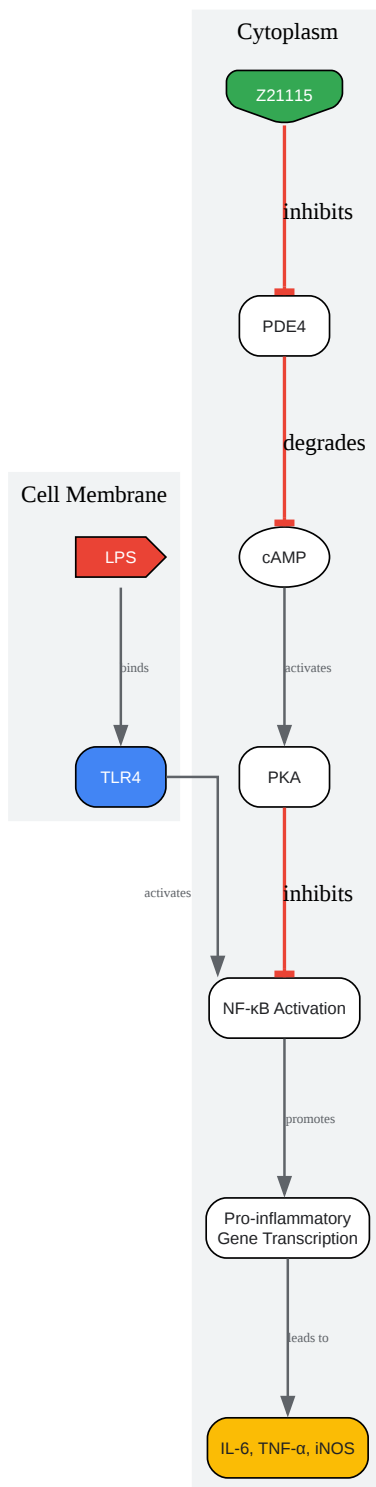 Cytoplasm
Z21115
inhibits
PDE4
degrades
Cell Membrane
LPS
cAMP
binds
activates
TLR4
PKA
activates
inhibits
NF-κB Activation
promotes
Pro-inflammatory
Gene Transcription
leads to
IL-6, TNF-α, iNOS